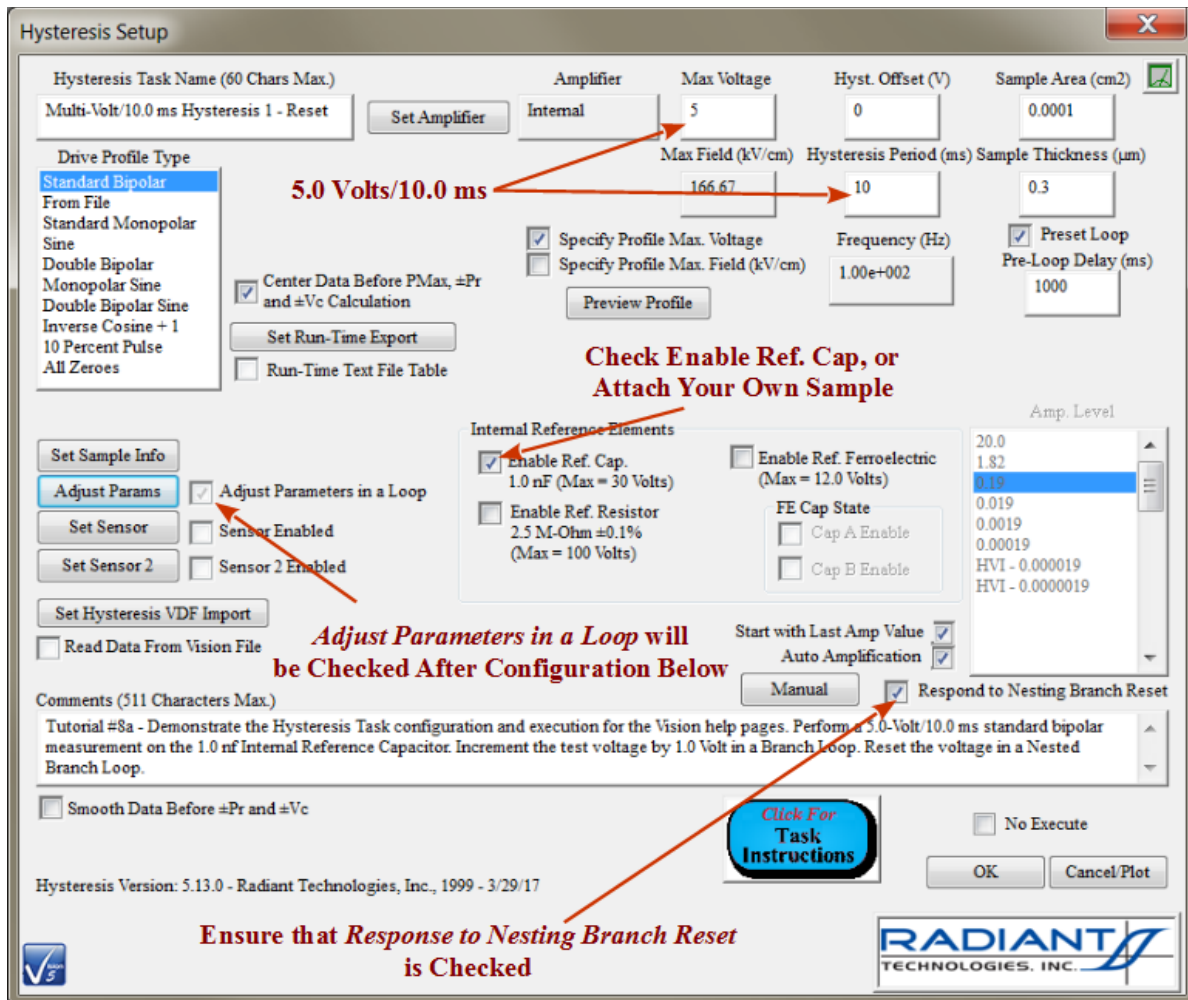 Hysteresis Setup
Hysteresis Task Name (60 Chars Max.)
Multi-Volt/10.0 ms Hysteresis 1 - Reset
Set Amplifier
Amplifier
Internal
Max Voltage
5
Hyst. Offset (V)
0
Sample Area (cm2)
0.0001
Drive Profile Type
Standard Bipolar
From File
Standard Monopolar
Sine
Double Bipolar
Monopolar Sine
Double Bipolar Sine
Inverse Cosine + 1
10 Percent Pulse
All Zeroes
5.0 Volts/10.0 ms
Max Field (kV/cm)
166.67
Hysteresis Period (ms)
10
Sample Thickness (µm)
0.3
Specify Profile Max. Voltage
Specify Profile Max. Field (kV/cm)
Preview Profile
Frequency (Hz)
1.00e+002
Preset Loop
Pre-Loop Delay (ms)
1000
Center Data Before PMax, ±Pr
and ±Vc Calculation
Set Run-Time Export
Run-Time Text File Table
Check Enable Ref. Cap, or
Attach Your Own Sample
Set Sample Info
Adjust Params
Adjust Parameters in a Loop
Set Sensor
Sensor Enabled
Set Sensor 2
Sensor 2 Enabled
Set Hysteresis VDF Import
Read Data From Vision File
Internal Reference Elements
Enable Ref. Cap.
1.0 nF (Max = 30 Volts)
Enable Ref. Resistor
2.5 M-Ohm ±0.1%
(Max = 100 Volts)
Enable Ref. Ferroelectric
(Max = 12.0 Volts)
FE Cap State
Cap A Enable
Cap B Enable
Amp. Level
20.0
1.82
0.19
0.019
0.0019
0.00019
HVI - 0.000019
HVI - 0.0000019
Adjust Parameters in a Loop will
be Checked After Configuration Below
Start with Last Amp Value
Auto Amplification
Manual
Respond to Nesting Branch Reset
Comments (511 Characters Max.)
Tutorial #8a - Demonstrate the Hysteresis Task configuration and execution for the Vision help pages. Perform a 5.0-Volt/10.0 ms standard bipolar
measurement on the 1.0 nf Internal Reference Capacitor. Increment the test voltage by 1.0 Volt in a Branch Loop. Reset the voltage in a Nested
Branch Loop.
Smooth Data Before ±Pr and ±Vc
Click For
Task
Instructions
No Execute
OK
Cancel/Plot
Hysteresis Version: 5.13.0 - Radiant Technologies, Inc., 1999 - 3/29/17
Ensure that Response to Nesting Branch Reset
is Checked
RADIANT
TECHNOLOGIES, INC.